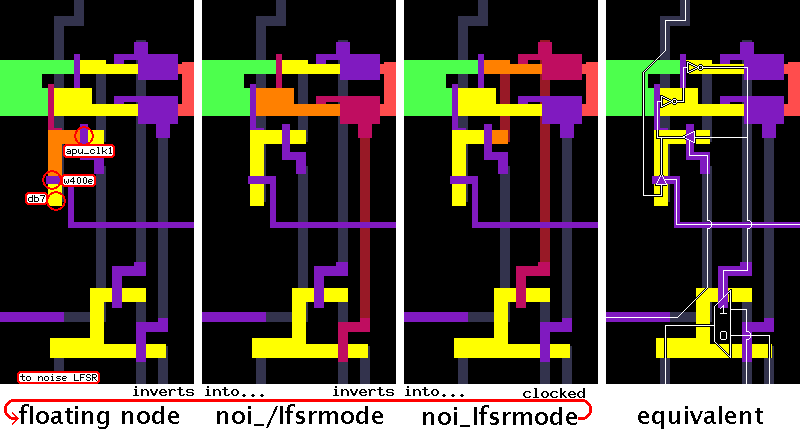 apu_clk1
w400e
db7
1
0
to noise LFSR
inverts into... inverts into... clocked
floating node noi_/lfsrmode noi_lfsrmode equivalent